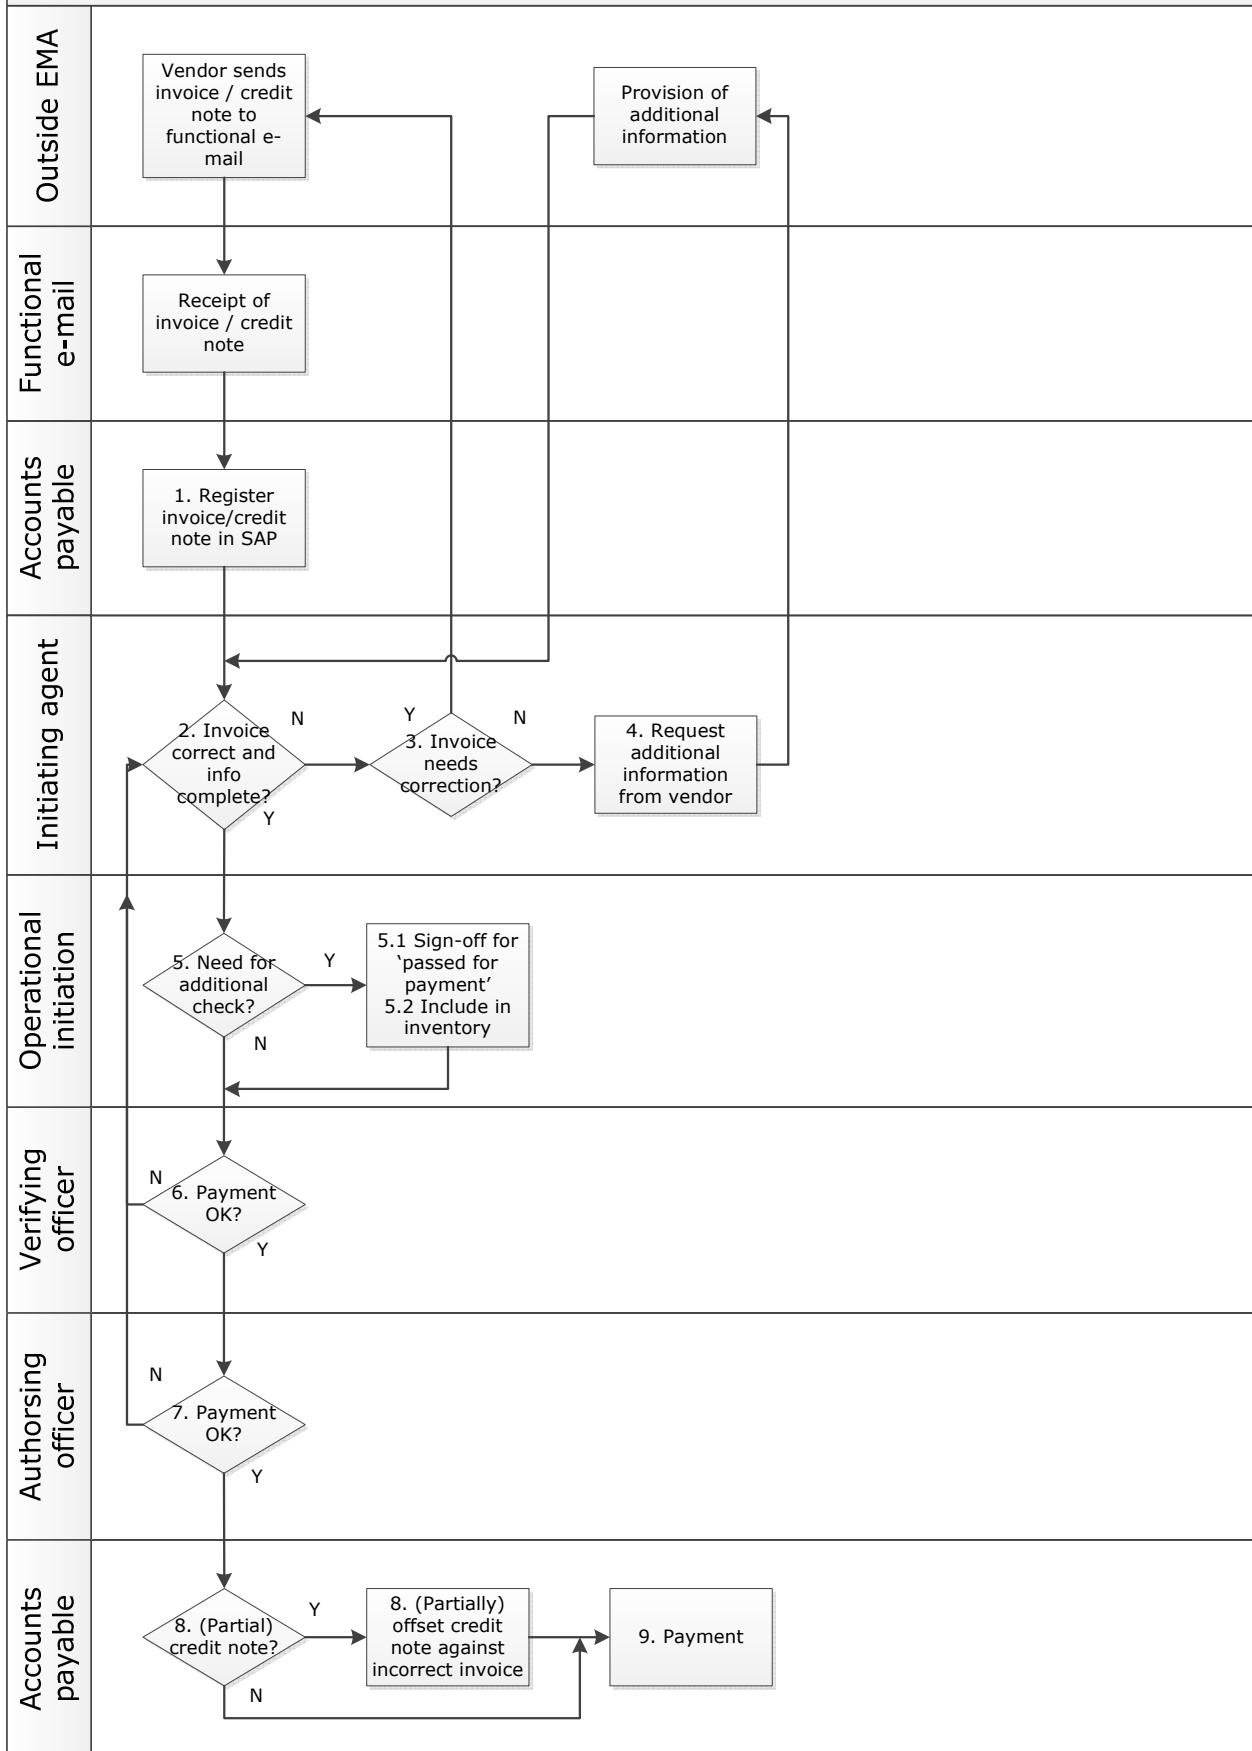 Outside EMA
Vendor sends
invoice / credit
note to
functional e-
mail
Provision of
additional
information
Functional
e-mail
Receipt of
invoice / credit
note
Accounts
payable
1. Register
invoice/credit
note in SAP
Initiating agent
2. Invoice
correct and
info
complete?
N
Y
Y
3. Invoice
needs
correction?
N
4. Request
additional
information
from vendor
Operational
initiation
5. Need for
additional
check?
Y
N
5.1 Sign-off for
‘passed for
payment’
5.2 Include in
inventory
Verifying
officer
N
6. Payment
OK?
Y
Authorsing
officer
N
7. Payment
OK?
Y
Accounts
payable
8. (Partial)
credit note?
Y
N
8. (Partially)
offset credit
note against
incorrect invoice
9. Payment